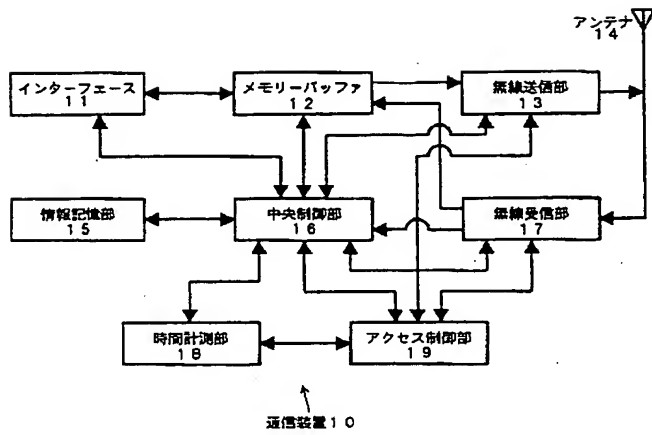 アンテナ
14
インターフェース
11
メモリーバッファ
12
無線送信部
13
情報記憶部
15
中央制御部
16
無線受信部
17
時間計測部
18
アクセス制御部
19
通信装置10